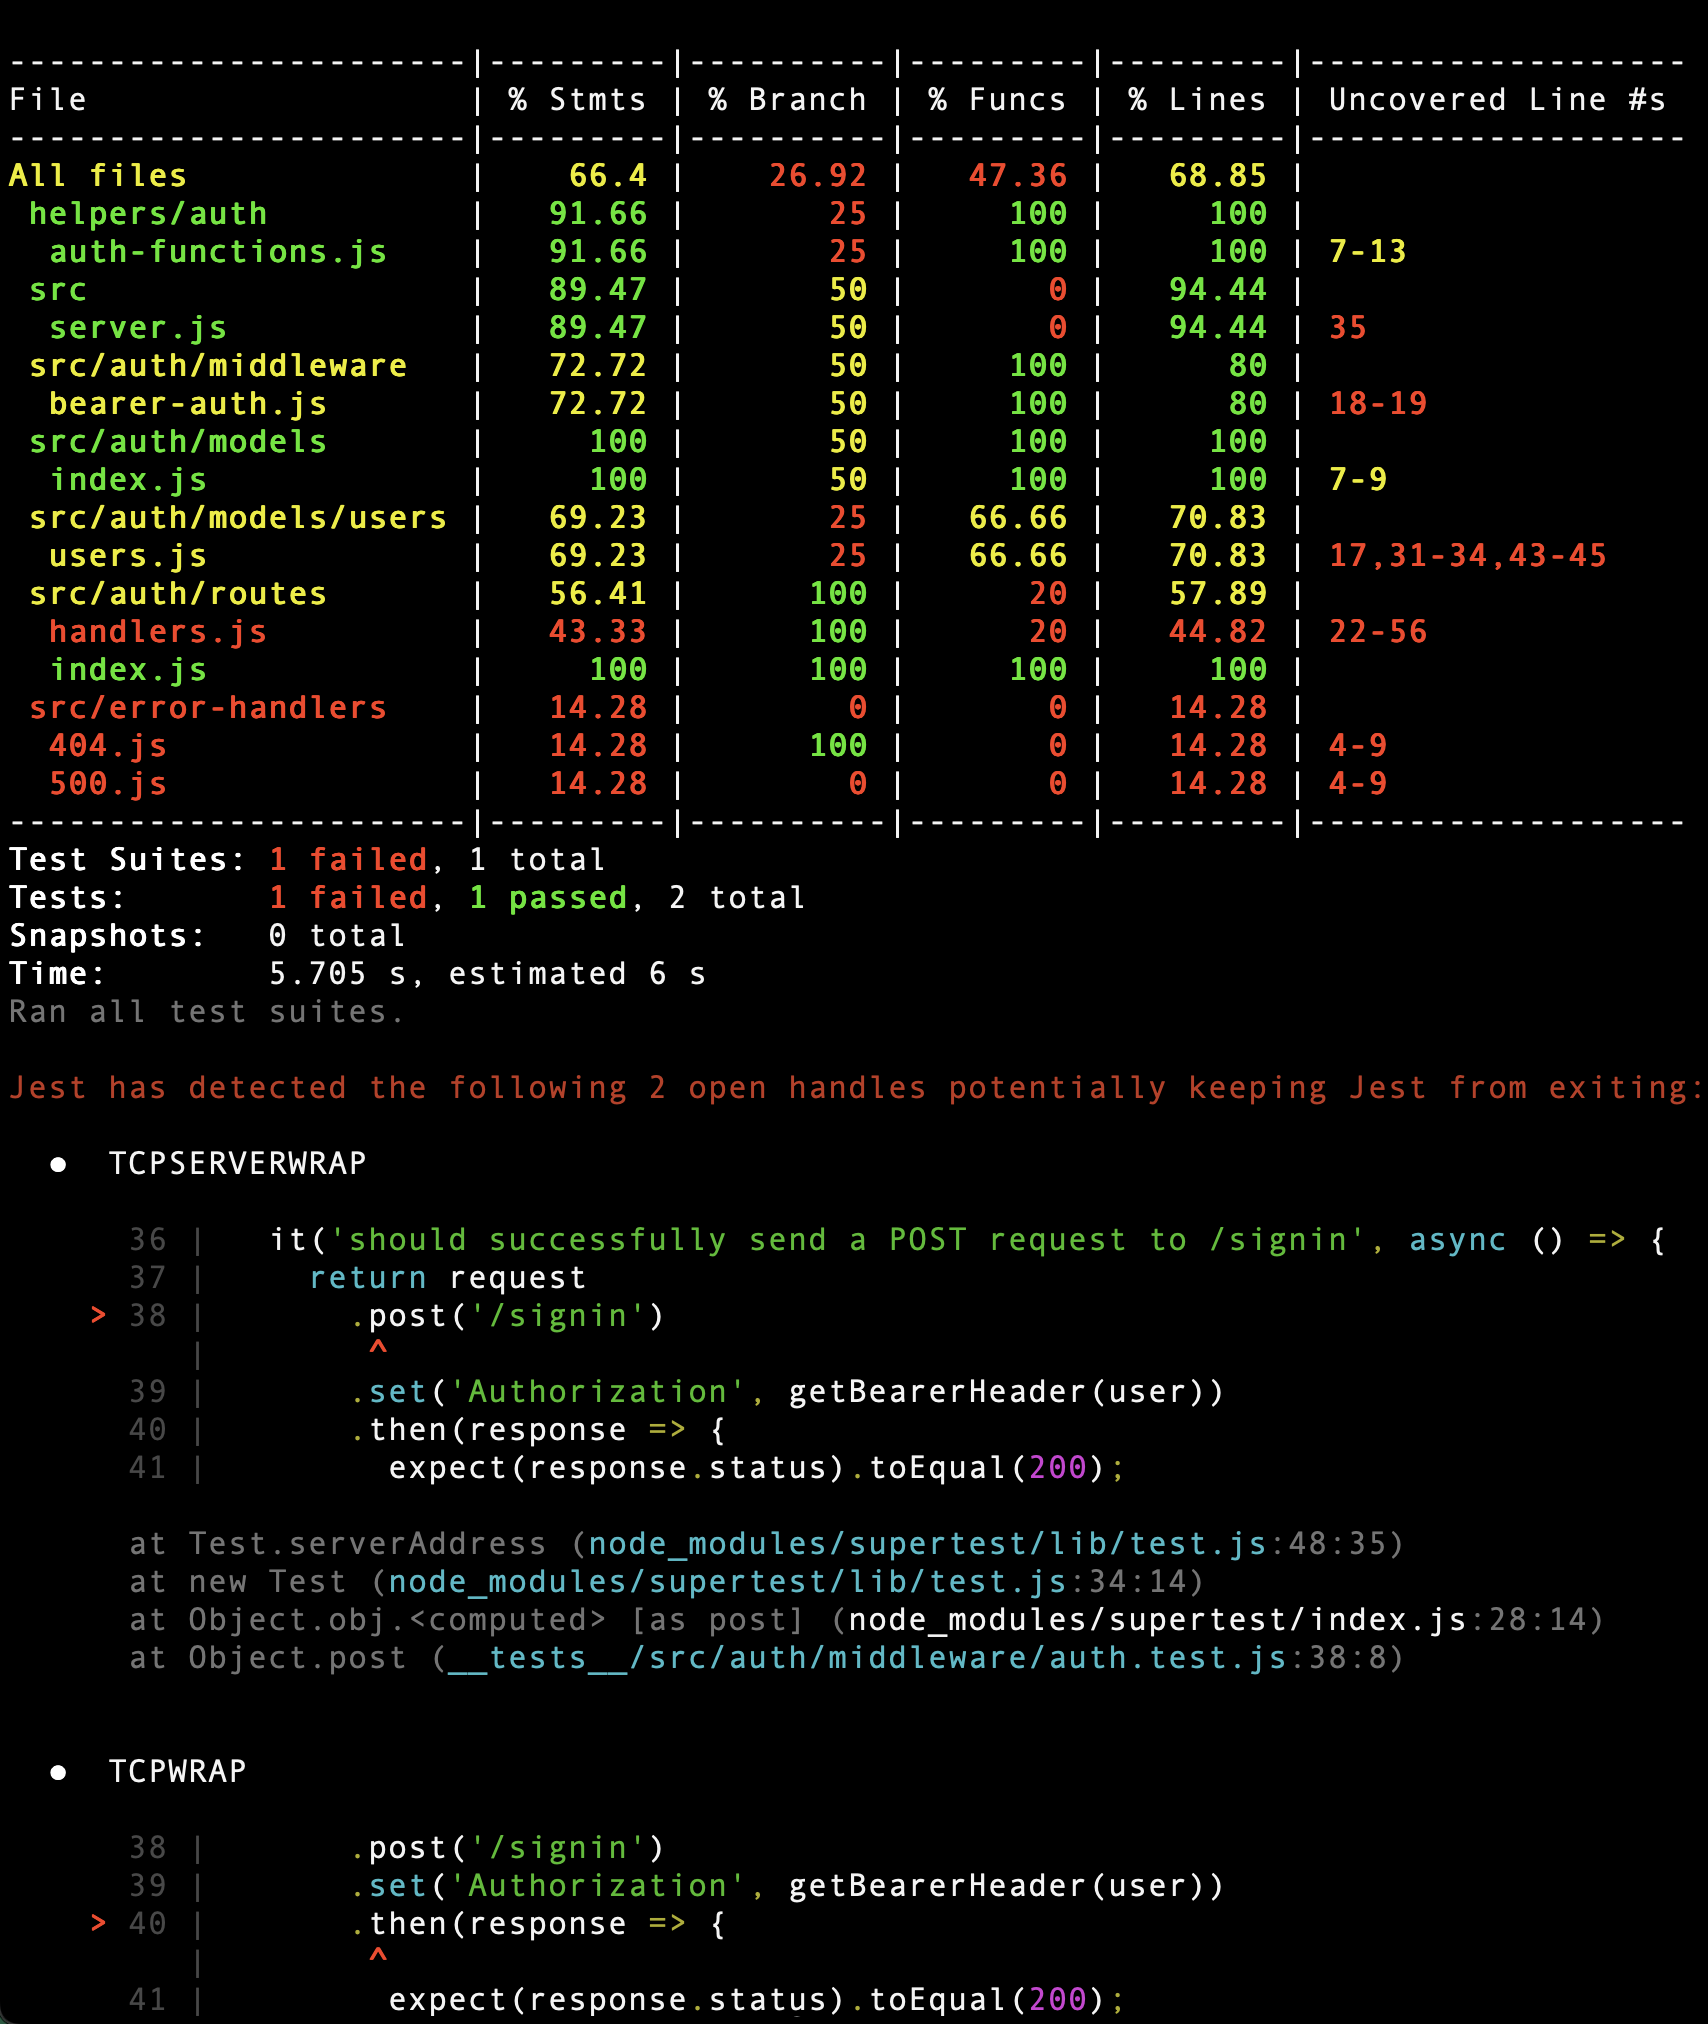 -----------------------|---------|----------|---------|---------|-------------------
File                   | % Stmts | % Branch | % Funcs | % Lines | Uncovered Line #s
-----------------------|---------|----------|---------|---------|-------------------
All files              |    66.4 |    26.92 |   47.36 |   68.85 |
 helpers/auth          |   91.66 |       25 |     100 |     100 |
  auth-functions.js    |   91.66 |       25 |     100 |     100 | 7-13
 src                   |   89.47 |       50 |       0 |   94.44 |
  server.js            |   89.47 |       50 |       0 |   94.44 | 35
 src/auth/middleware   |   72.72 |       50 |     100 |      80 |
  bearer-auth.js       |   72.72 |       50 |     100 |      80 | 18-19
 src/auth/models       |     100 |       50 |     100 |     100 |
  index.js             |     100 |       50 |     100 |     100 | 7-9
 src/auth/models/users |   69.23 |       25 |   66.66 |   70.83 |
  users.js             |   69.23 |       25 |   66.66 |   70.83 | 17,31-34,43-45
 src/auth/routes       |   56.41 |      100 |      20 |   57.89 |
  handlers.js          |   43.33 |      100 |      20 |   44.82 | 22-56
  index.js             |     100 |      100 |     100 |     100 |
 src/error-handlers    |   14.28 |        0 |       0 |   14.28 |
  404.js               |   14.28 |      100 |       0 |   14.28 | 4-9
  500.js               |   14.28 |        0 |       0 |   14.28 | 4-9
-----------------------|---------|----------|---------|---------|-------------------
Test Suites: 1 failed, 1 total
Tests:       1 failed, 1 passed, 2 total
Snapshots:   0 total
Time:        5.705 s, estimated 6 s
Ran all test suites.
Jest has detected the following 2 open handles potentially keeping Jest from exiting:
  ●  TCPSERVERWRAP
      36 |   it('should successfully send a POST request to /signin', async () => {
      37 |     return request
    > 38 |       .post('/signin')
         |        ^
      39 |       .set('Authorization', getBearerHeader(user))
      40 |       .then(response => {
      41 |         expect(response.status).toEqual(200);
      at Test.serverAddress (node_modules/supertest/lib/test.js:48:35)
      at new Test (node_modules/supertest/lib/test.js:34:14)
      at Object.obj.<computed> [as post] (node_modules/supertest/index.js:28:14)
      at Object.post (__tests__/src/auth/middleware/auth.test.js:38:8)
  ●  TCPWRAP
      38 |       .post('/signin')
      39 |       .set('Authorization', getBearerHeader(user))
    > 40 |       .then(response => {
         |        ^
      41 |         expect(response.status).toEqual(200);